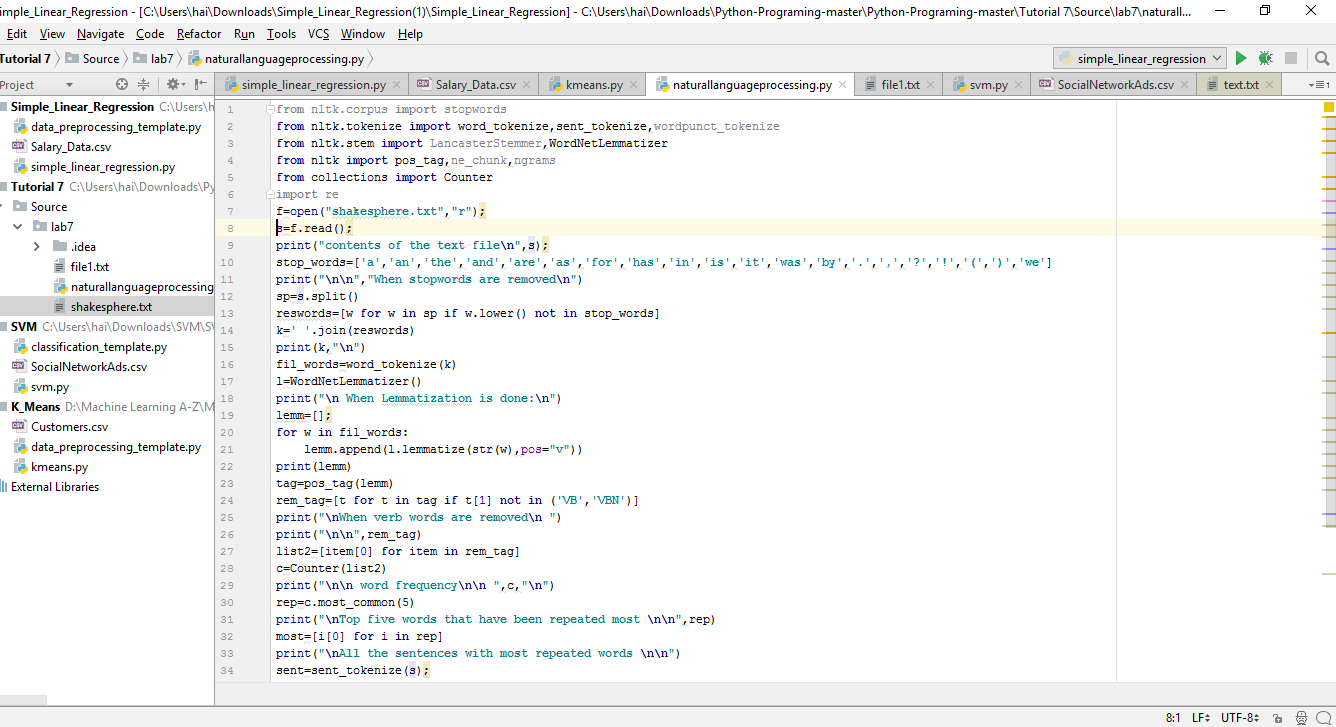 imple_Linear_Regression - [C:\Users\hai\Downloads\Simple_Linear_Regression(1)\Simple_Linear_Regression] - C:\Users\hai\Downloads\Python-Programing-master\Python-Programing-master\Tutorial 7\Source\lab7\naturall...
Edit View Navigate Code Refactor Run Tools VCS Window Help
Tutorial 7 Source lab7 naturallanguageprocessing.py simple_linear_regression
Project
simple_linear_regression.py Salary_Data.csv kmeans.py naturallanguageprocessing.py file1.txt svm.py SocialNetworkAds.csv text.txt
Simple_Linear_Regression C:\Users\h
data_preprocessing_template.py
Salary_Data.csv
simple_linear_regression.py
Tutorial 7 C:\Users\hai\Downloads\Py
Source
lab7
.idea
file1.txt
naturallanguageprocessing
shakesphere.txt
SVM C:\Users\hai\Downloads\SVM\SV
classification_template.py
SocialNetworkAds.csv
svm.py
K_Means D:\Machine Learning A-Z\M
Customers.csv
data_preprocessing_template.py
kmeans.py
External Libraries
1 from nltk.corpus import stopwords
2 from nltk.tokenize import word_tokenize,sent_tokenize,wordpunct_tokenize
3 from nltk.stem import LancasterStemmer,WordNetLemmatizer
4 from nltk import pos_tag,ne_chunk,ngrams
5 from collections import Counter
6 import re
7 f=open("shakesphere.txt","r");
8 s=f.read();
9 print("contents of the text file\n",s);
10 stop_words=['a','an','the','and','are','as','for','has','in','is','it','was','by','.',',','?','!','(',')','we']
11 print("\n\n","When stopwords are removed\n")
12 sp=s.split()
13 reswords=[w for w in sp if w.lower() not in stop_words]
14 k=' '.join(reswords)
15 print(k,"\n")
16 fil_words=word_tokenize(k)
17 l=WordNetLemmatizer()
18 print("\n When Lemmatization is done:\n")
19 lemm=[];
20 for w in fil_words:
21 lemm.append(l.lemmatize(str(w),pos="v"))
22 print(lemm)
23 tag=pos_tag(lemm)
24 rem_tag=[t for t in tag if t[1] not in ('VB','VBN')]
25 print("\nWhen verb words are removed\n ")
26 print("\n\n",rem_tag)
27 list2=[item[0] for item in rem_tag]
28 c=Counter(list2)
29 print("\n\n word frequency\n\n ",c,"\n")
30 rep=c.most_common(5)
31 print("\nTop five words that have been repeated most \n\n",rep)
32 most=[i[0] for i in rep]
33 print("\nAll the sentences with most repeated words \n\n")
34 sent=sent_tokenize(s);
8:1 LF UTF-8